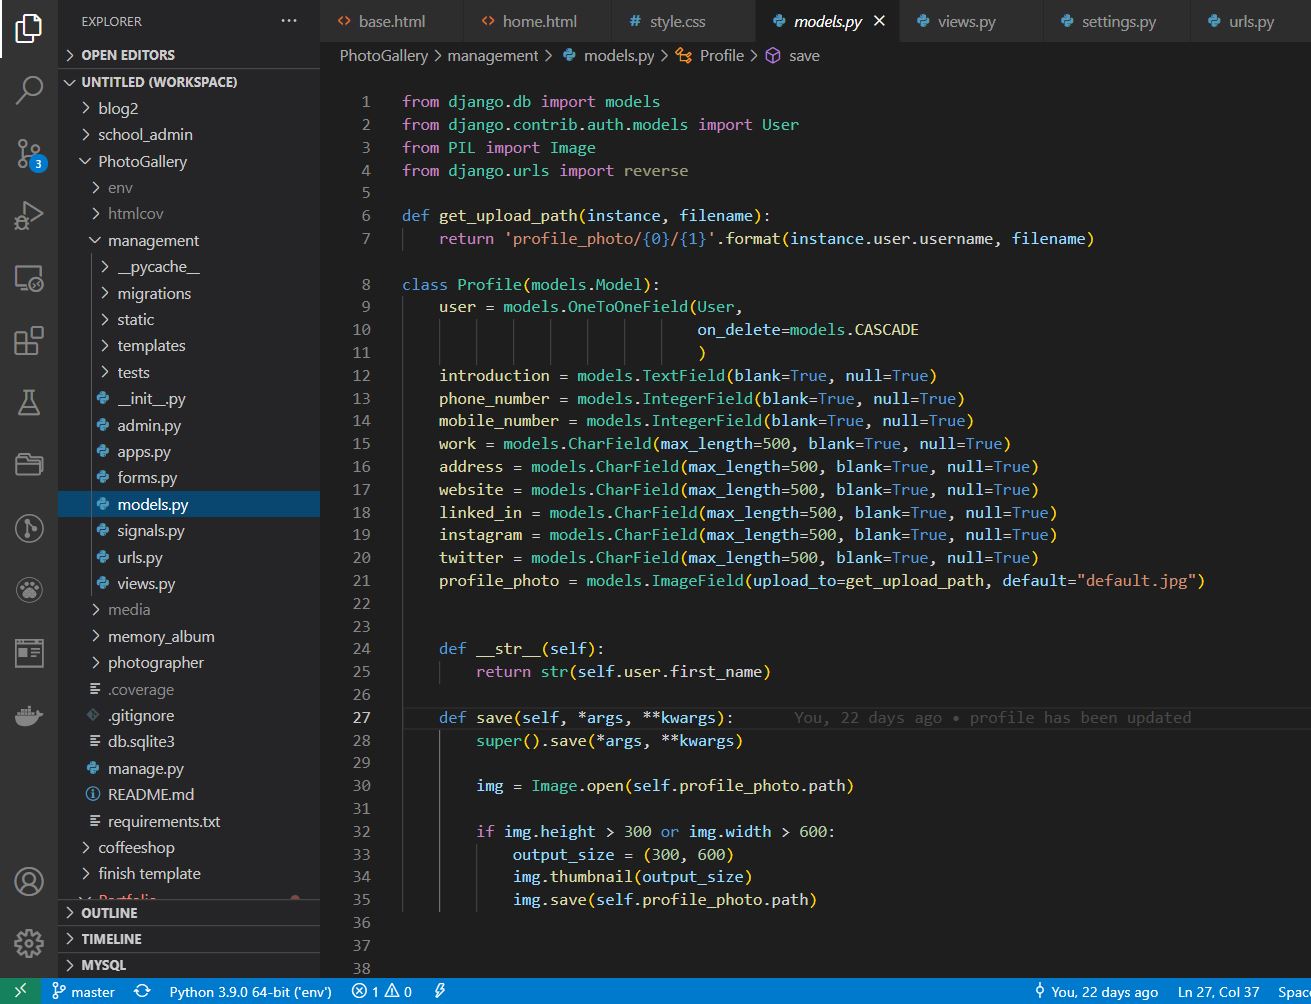 EXPLORER
OPEN EDITORS
UNTITLED (WORKSPACE)
blog2
school_admin
3
PhotoGallery
env
htmlcov
management
__pycache__
migrations
static
templates
tests
__init__.py
admin.py
apps.py
forms.py
models.py
signals.py
urls.py
views.py
media
memory_album
photographer
.coverage
.gitignore
db.sqlite3
manage.py
README.md
requirements.txt
coffeeshop
finish template
Portfolio
OUTLINE
TIMELINE
MYSQL
base.html home.html style.css models.py views.py settings.py urls.py
PhotoGallery > management > models.py > Profile > save
1 from django.db import models
2 from django.contrib.auth.models import User
3 from PIL import Image
4 from django.urls import reverse
5
6 def get_upload_path(instance, filename):
7 return 'profile_photo/{0}/{1}'.format(instance.user.username, filename)
8 class Profile(models.Model):
9 user = models.OneToOneField(User,
10 on_delete=models.CASCADE
11 )
12 introduction = models.TextField(blank=True, null=True)
13 phone_number = models.IntegerField(blank=True, null=True)
14 mobile_number = models.IntegerField(blank=True, null=True)
15 work = models.CharField(max_length=500, blank=True, null=True)
16 address = models.CharField(max_length=500, blank=True, null=True)
17 website = models.CharField(max_length=500, blank=True, null=True)
18 linked_in = models.CharField(max_length=500, blank=True, null=True)
19 instagram = models.CharField(max_length=500, blank=True, null=True)
20 twitter = models.CharField(max_length=500, blank=True, null=True)
21 profile_photo = models.ImageField(upload_to=get_upload_path, default="default.jpg")
22
23
24 def __str__(self):
25 return str(self.user.first_name)
26
27 def save(self, *args, **kwargs): You, 22 days ago • profile has been updated
28 super().save(*args, **kwargs)
29
30 img = Image.open(self.profile_photo.path)
31
32 if img.height > 300 or img.width > 600:
33 output_size = (300, 600)
34 img.thumbnail(output_size)
35 img.save(self.profile_photo.path)
36
37
38
master Python 3.9.0 64-bit ('env') 1 0 You, 22 days ago Ln 27, Col 37 Spac